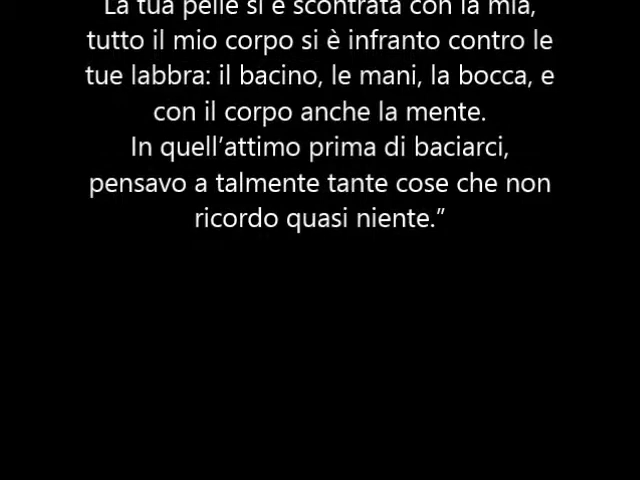 La tua pelle si è scontrata con la mia,
tutto il mio corpo si è infranto contro le
tue labbra: il bacino, le mani, la bocca, e
con il corpo anche la mente.
In quell’attimo prima di baciarci,
pensavo a talmente tante cose che non
ricordo quasi niente.”